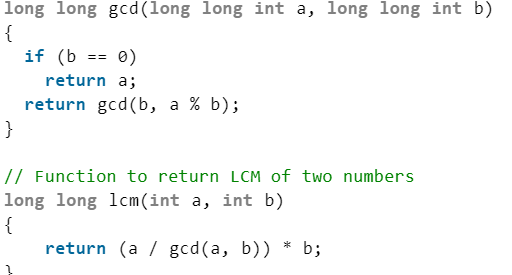 long long gcd(long long int a, long long int b)
{
  if (b == 0)
    return a;
  return gcd(b, a % b);
}

// Function to return LCM of two numbers
long long lcm(int a, int b)
{
    return (a / gcd(a, b)) * b;
}